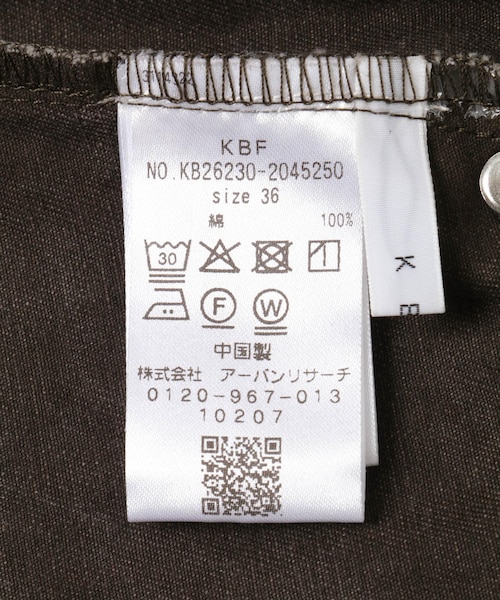 KBF
NO.KB26230-2045250
size 36
綿 100%
30
F W
中国製
株式会社 アーバンリサーチ
0120-967-013
10207
K B